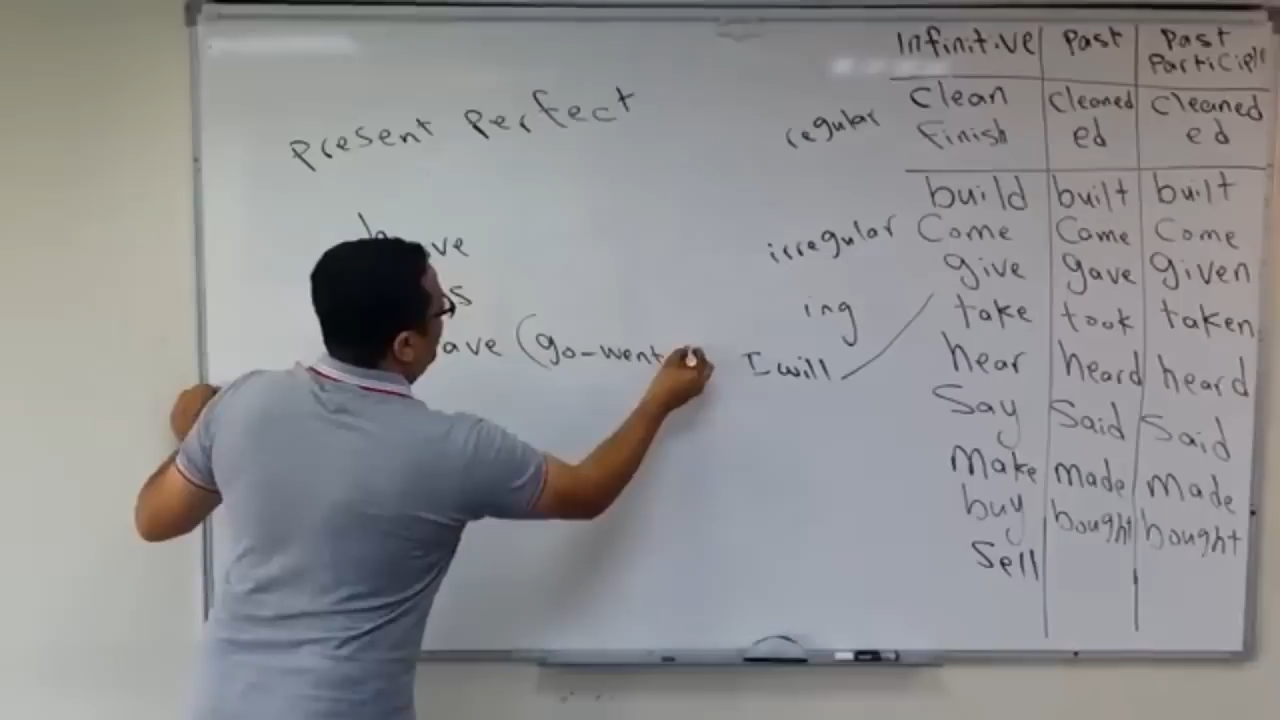 Present Perfect
ave (go-went
regular
irregular
ing
I will
Infinitive Past Past Participle
Clean Cleaned Cleaned
Finish ed ed
build built built
Come Came Come
give gave given
take took taken
hear heard heard
Say Said Said
Make made made
buy bought bought
Sell